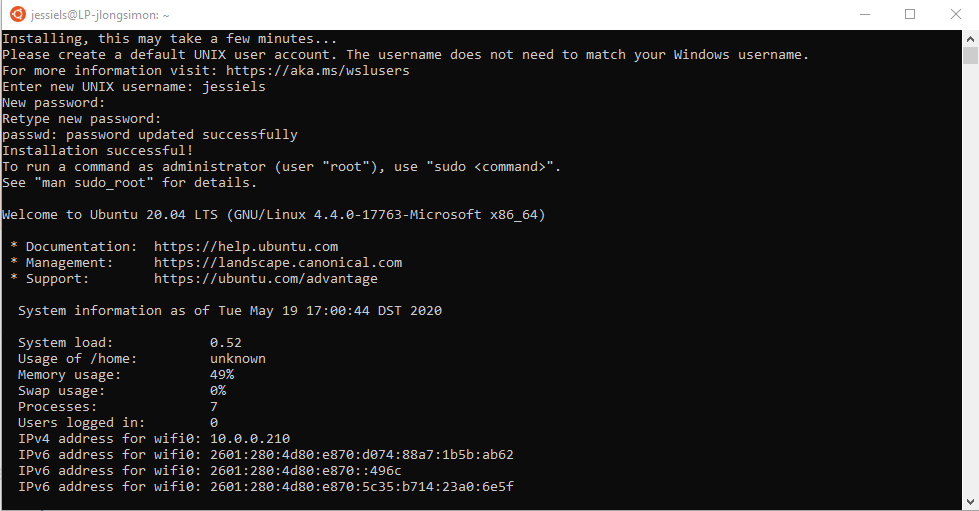 jessiels@LP-jlongsimon: ~
Installing, this may take a few minutes...
Please create a default UNIX user account. The username does not need to match your Windows username.
For more information visit: https://aka.ms/wslusers
Enter new UNIX username: jessiels
New password:
Retype new password:
passwd: password updated successfully
Installation successful!
To run a command as administrator (user "root"), use "sudo <command>".
See "man sudo_root" for details.
Welcome to Ubuntu 20.04 LTS (GNU/Linux 4.4.0-17763-Microsoft x86_64)
* Documentation:  https://help.ubuntu.com
* Management:     https://landscape.canonical.com
* Support:        https://ubuntu.com/advantage
System information as of Tue May 19 17:00:44 DST 2020
System load:            0.52
Usage of /home:         unknown
Memory usage:           49%
Swap usage:             0%
Processes:              7
Users logged in:        0
IPv4 address for wifi0: 10.0.0.210
IPv6 address for wifi0: 2601:280:4d80:e870:d074:88a7:1b5b:ab62
IPv6 address for wifi0: 2601:280:4d80:e870::496c
IPv6 address for wifi0: 2601:280:4d80:e870:5c35:b714:23a0:6e5f